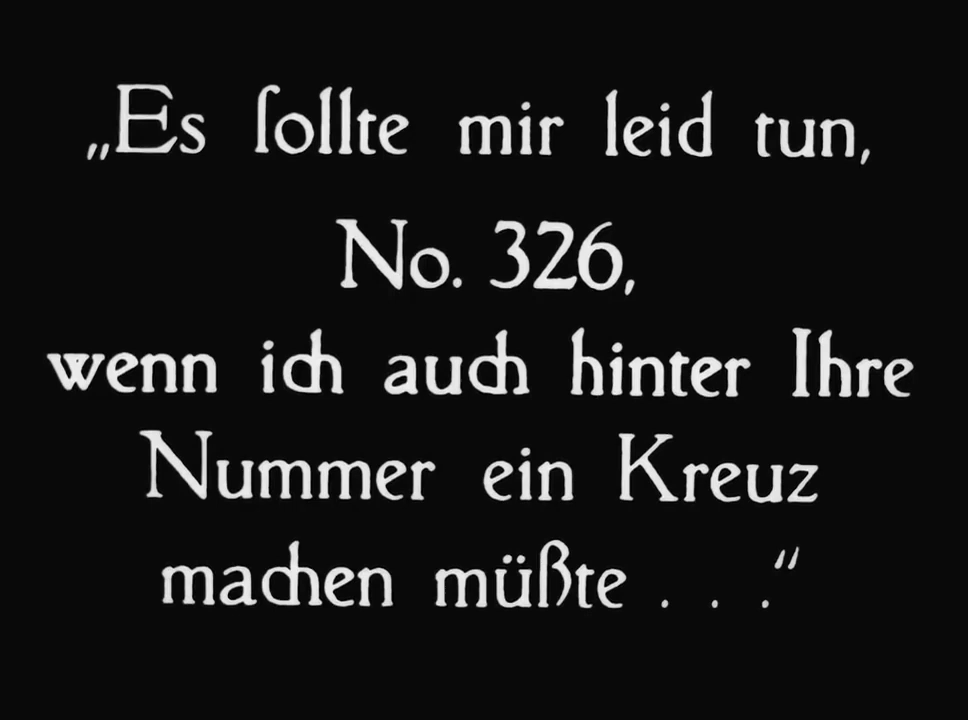 „Es ſollte mir leid tun,
No. 326,
wenn ich auch hinter Ihre
Nummer ein Kreuz
machen müßte . . .“